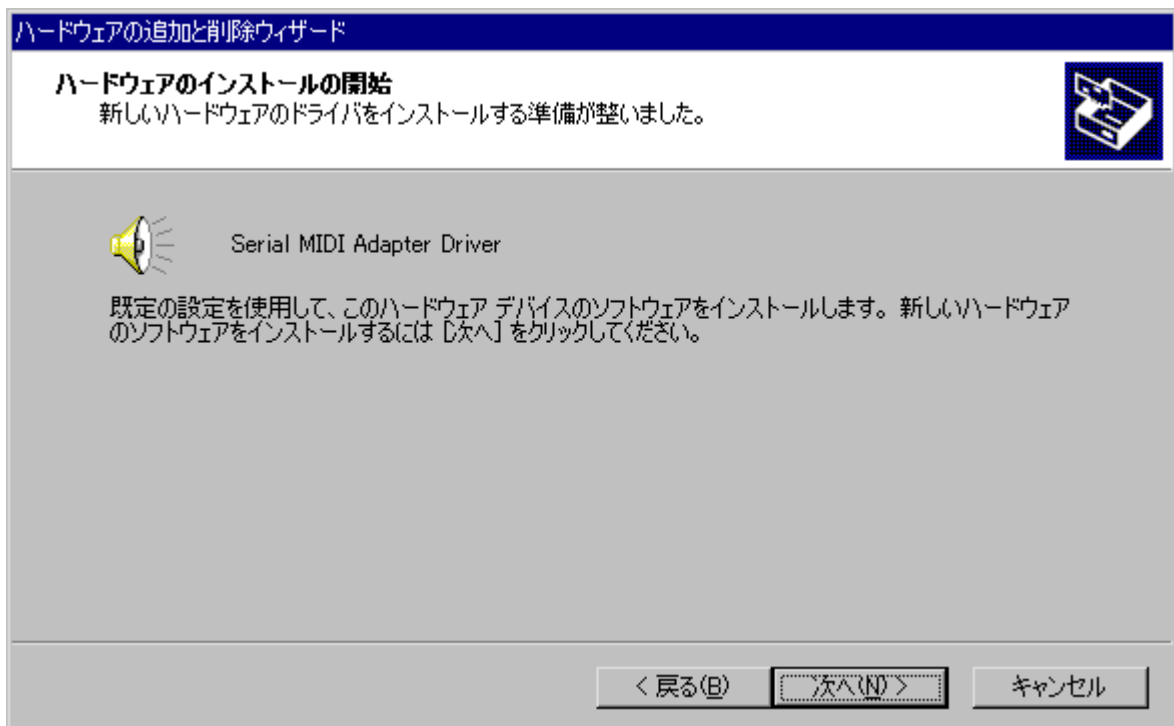 ハードウェアの追加と削除ウィザード
ハードウェアのインストールの開始
新しいハードウェアのドライバをインストールする準備が整いました。
Serial MIDI Adapter Driver
既定の設定を使用して、このハードウェア デバイスのソフトウェアをインストールします。新しいハードウェア
のソフトウェアをインストールするには [次へ] をクリックしてください。
< 戻る(B)
次へ(N) >
キャンセル